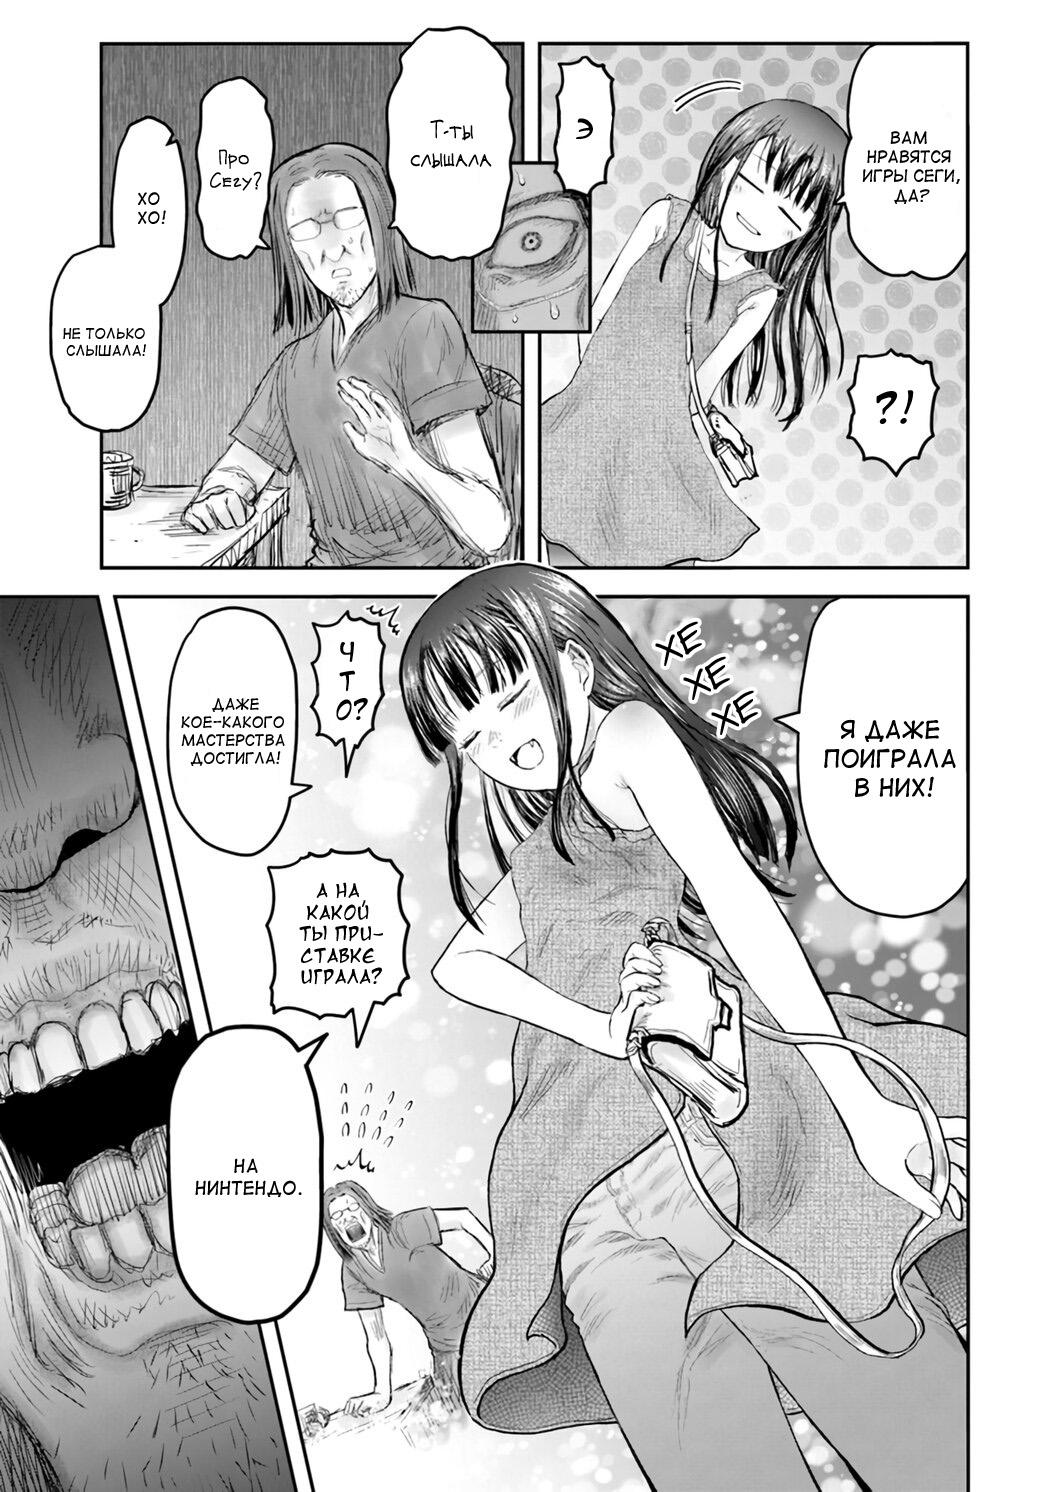 ВАМ
НРАВЯТСЯ
ИГРЫ СЕГИ,
ДА?
?!
Э
Т-ТЫ
СЛЫШАЛА
ПРО
СЕГУ?
ХО
ХО!
НЕ ТОЛЬКО
СЛЫШАЛА!
Я ДАЖЕ
ПОИГРАЛА
В НИХ!
ХЕ
ХЕ
ХЕ
Ч
Т
О?
ДАЖЕ
КОЕ-КАКОГО
МАСТЕРСТВА
ДОСТИГЛА!
А НА
КАКОЙ
ТЫ ПРИ-
СТАВКЕ
ИГРАЛА?
НА
НИНТЕНДО.